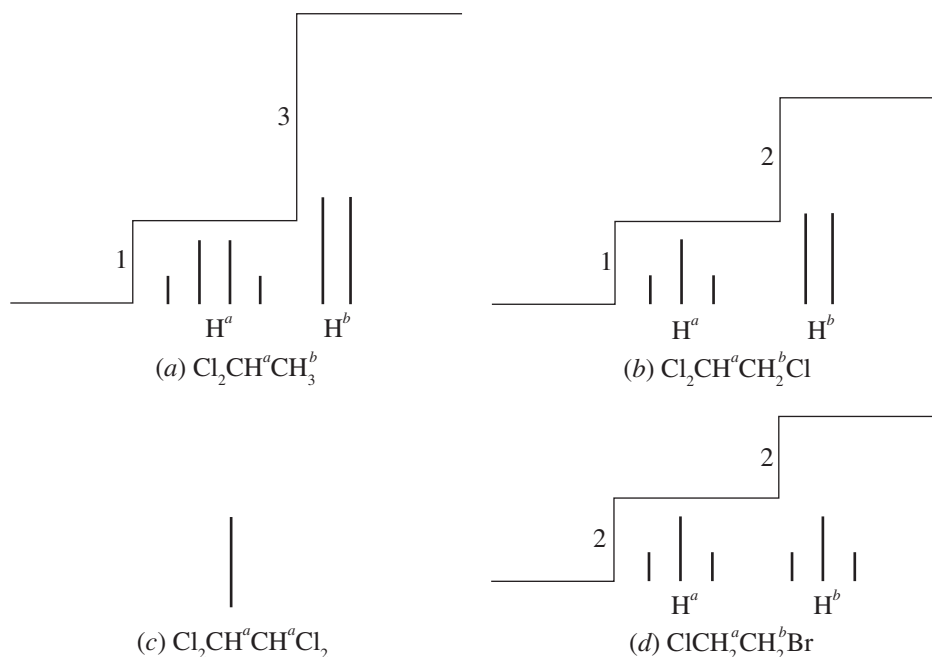 3
1
H^a H^b
(a) Cl₂CH^aCH₃^b
2
1
H^a H^b
(b) Cl₂CH^aCH₂^bCl
(c) Cl₂CH^aCH^aCl₂
2
2
H^a H^b
(d) ClCH₂^aCH₂^bBr